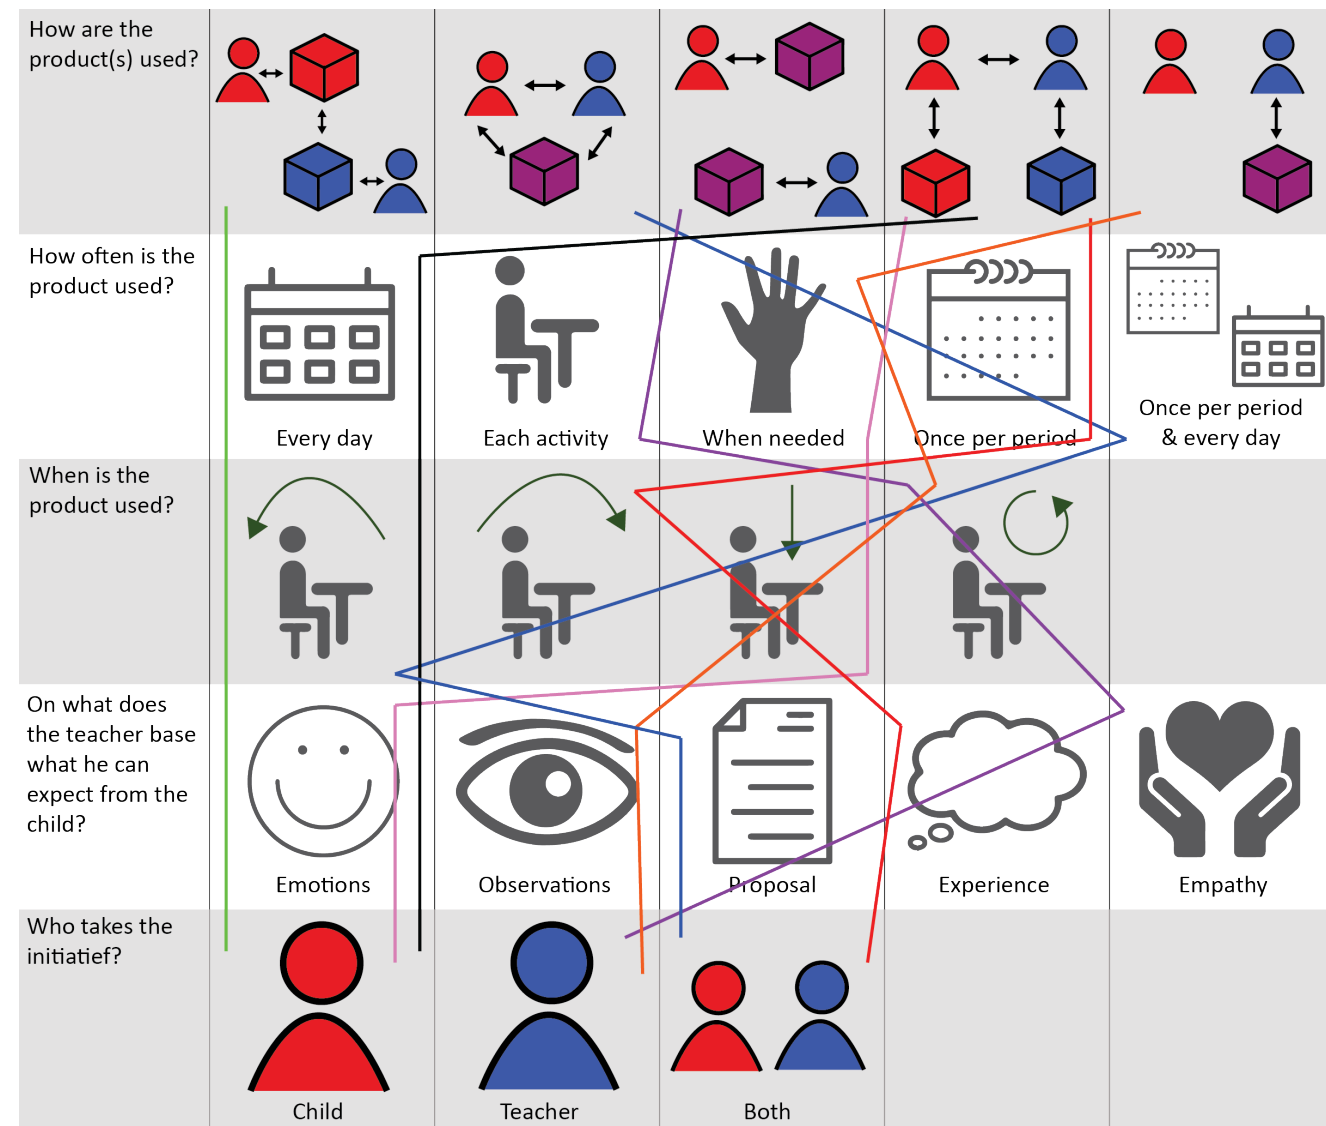 How are the
product(s) used?
How often is the
product used?
Every day
Each activity
When needed
Once per period
Once per period
& every day
When is the
product used?
On what does
the teacher base
what he can
expect from the
child?
Emotions
Observations
Proposal
Experience
Empathy
Who takes the
initiatief?
Child
Teacher
Both